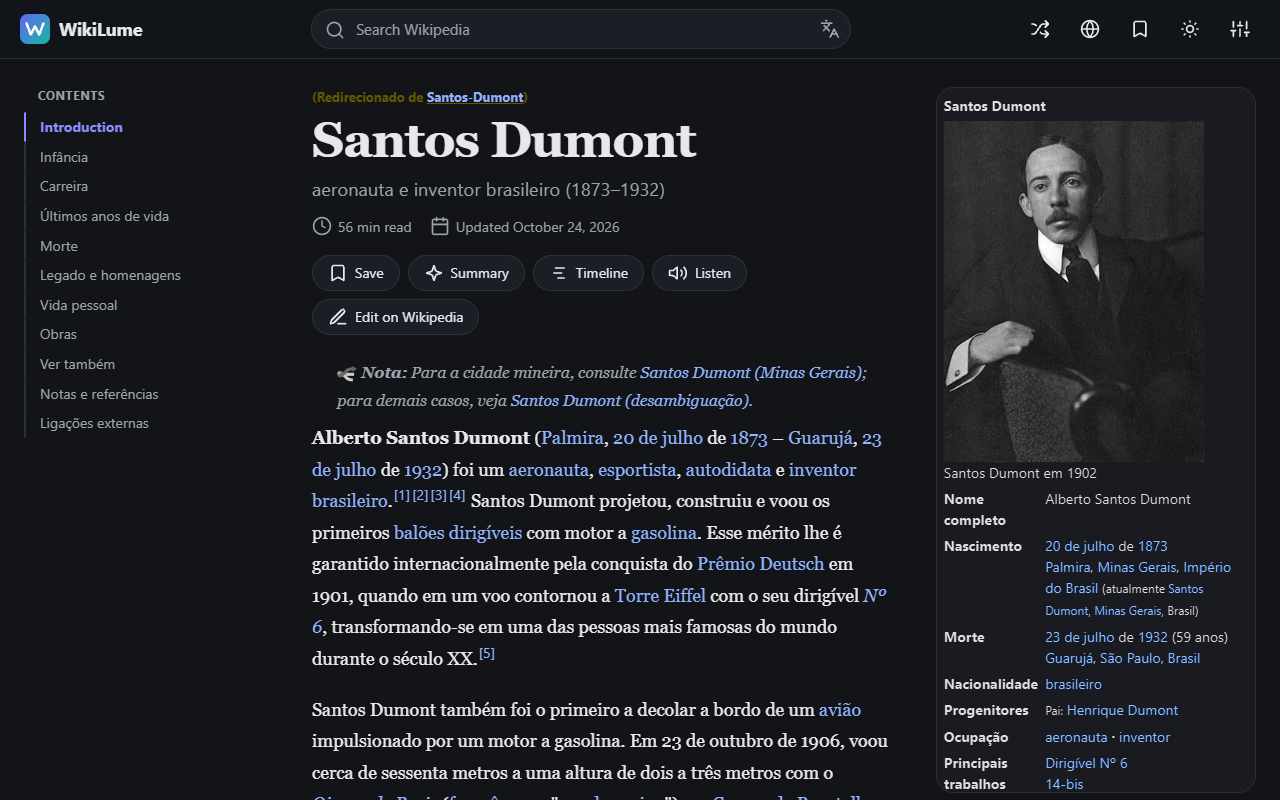 WikiLume
Search Wikipedia
CONTENTS
Introduction
Infância
Carreira
Últimos anos de vida
Morte
Legado e homenagens
Vida pessoal
Obras
Ver também
Notas e referências
Ligações externas
(Redirecionado de Santos-Dumont)
Santos Dumont
aeronauta e inventor brasileiro (1873–1932)
56 min read Updated October 24, 2026
Save Summary Timeline Listen
Edit on Wikipedia
Nota: Para a cidade mineira, consulte Santos Dumont (Minas Gerais);
para demais casos, veja Santos Dumont (desambiguação).
Alberto Santos Dumont (Palmira, 20 de julho de 1873 – Guarujá, 23
de julho de 1932) foi um aeronauta, esportista, autodidata e inventor
brasileiro.[1][2][3][4] Santos Dumont projetou, construiu e voou os
primeiros balões dirigíveis com motor a gasolina. Esse mérito lhe é
garantido internacionalmente pela conquista do Prêmio Deutsch em
1901, quando em um voo contornou a Torre Eiffel com o seu dirigível Nº
6, transformando-se em uma das pessoas mais famosas do mundo
durante o século XX.[5]
Santos Dumont também foi o primeiro a decolar a bordo de um avião
impulsionado por um motor a gasolina. Em 23 de outubro de 1906, voou
cerca de sessenta metros a uma altura de dois a três metros com o
Santos Dumont
Santos Dumont em 1902
Nome completo Alberto Santos Dumont
Nascimento 20 de julho de 1873
Palmira, Minas Gerais, Império
do Brasil (atualmente Santos
Dumont, Minas Gerais, Brasil)
Morte 23 de julho de 1932 (59 anos)
Guarujá, São Paulo, Brasil
Nacionalidade brasileiro
Progenitores Pai: Henrique Dumont
Ocupação aeronauta · inventor
Principais trabalhos Dirigível Nº 6
14-bis